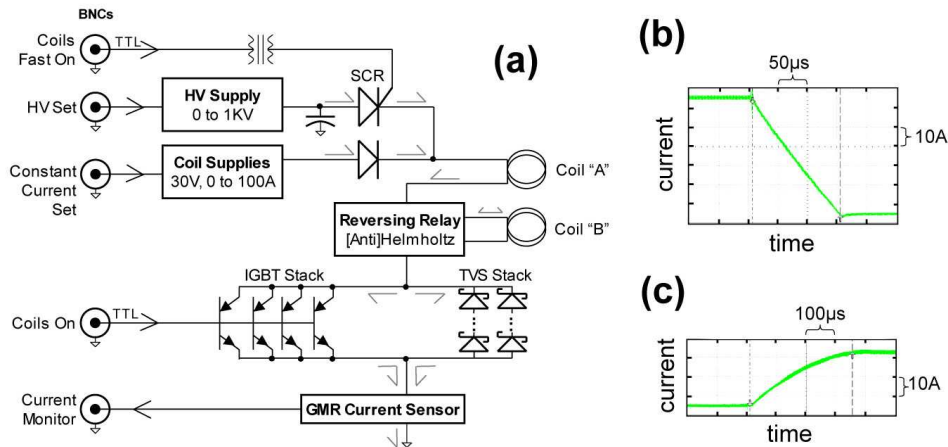 BNCs
Coils
Fast On
TTL
SCR
(a)
HV Set
HV Supply
0 to 1KV
Constant
Current
Set
Coil Supplies
30V, 0 to 100A
Coil “A”
Reversing Relay
[Anti]Helmholtz
Coil “B”
IGBT Stack
TVS Stack
Coils On
TTL
Current
Monitor
GMR Current Sensor
(b)
50µs
current
10A
time
(c)
100µs
current
10A
time